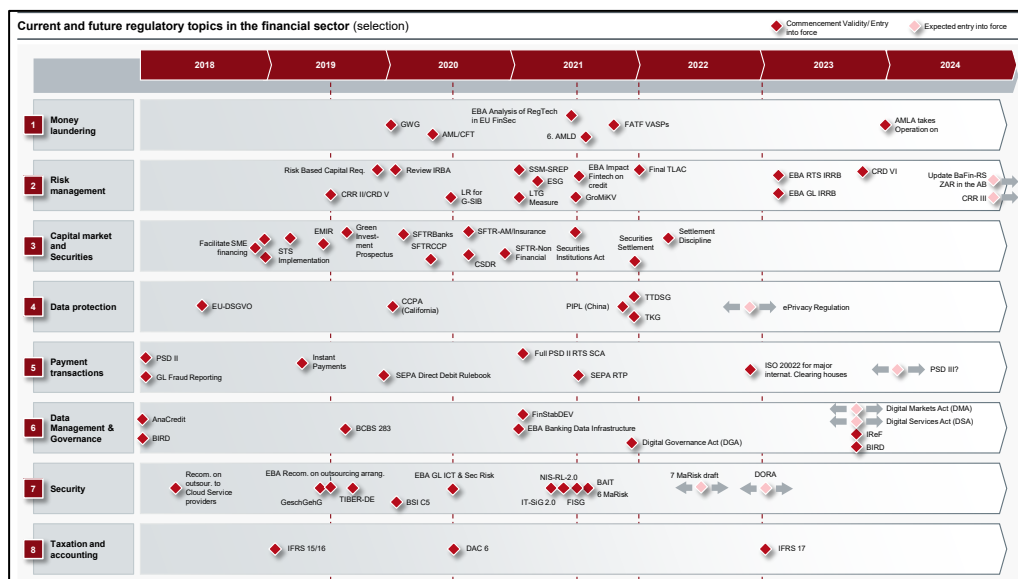 Current and future regulatory topics in the financial sector (selection)
Commencement Validity/ Entry
into force
Expected entry into force
2018
2019
2020
2021
2022
2023
2024
1
Money
laundering
GWG
AML/CFT
EBA Analysis of RegTech
in EU FinSec
6. AMLD
FATF VASPs
AMLA takes
Operation on
2
Risk
management
Risk Based Capital Req.
CRR II/CRD V
Review IRBA
LR for
G-SIB
SSM-SREP
ESG
LTG
Measure
EBA Impact
Fintech on
credit
GroMiKV
Final TLAC
EBA RTS IRRB
EBA GL IRRB
CRD VI
Update BaFin-RS
ZAR in the AB
CRR III
3
Capital market
and
Securities
Facilitate SME
financing
STS
Implementation
EMIR
Green
Invest-
ment
Prospectus
SFTRBanks
SFTRCCP
SFTR-AM/Insurance
CSDR
SFTR-Non
Financial
Securities
Institutions Act
Securities
Settlement
Settlement
Discipline
4
Data protection
EU-DSGVO
CCPA
(California)
PIPL (China)
TTDSG
TKG
ePrivacy Regulation
5
Payment
transactions
PSD II
GL Fraud Reporting
Instant
Payments
SEPA Direct Debit Rulebook
Full PSD II RTS SCA
SEPA RTP
ISO 20022 for major
internat. Clearing houses
PSD III?
6
Data
Management &
Governance
AnaCredit
BIRD
BCBS 283
FinStabDEV
EBA Banking Data Infrastructure
Digital Governance Act (DGA)
Digital Markets Act (DMA)
Digital Services Act (DSA)
IReF
BIRD
7
Security
Recom. on
outsour. to
Cloud Service
providers
EBA Recom. on outsourcing arrang.
GeschGehG
TIBER-DE
BSI C5
EBA GL ICT & Sec Risk
NIS-RL-2.0
IT-SiG 2.0
FISG
BAIT
6 MaRisk
7 MaRisk draft
DORA
8
Taxation and
accounting
IFRS 15/16
DAC 6
IFRS 17